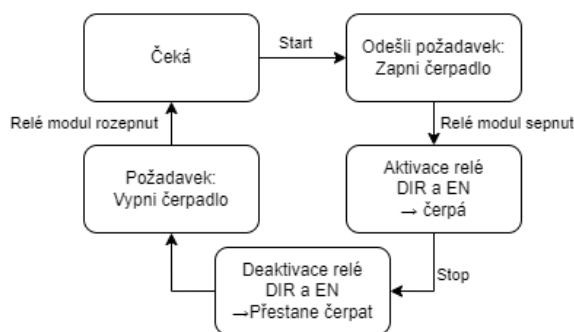 Čeká
Start
Odešli požadavek:
Zapni čerpadlo
Relé modul rozepnut
Relé modul sepnut
Požadavek:
Vypni čerpadlo
Aktivace relé
DIR a EN
→ čerpá
Deaktivace relé
DIR a EN
→Přestane čerpat
Stop